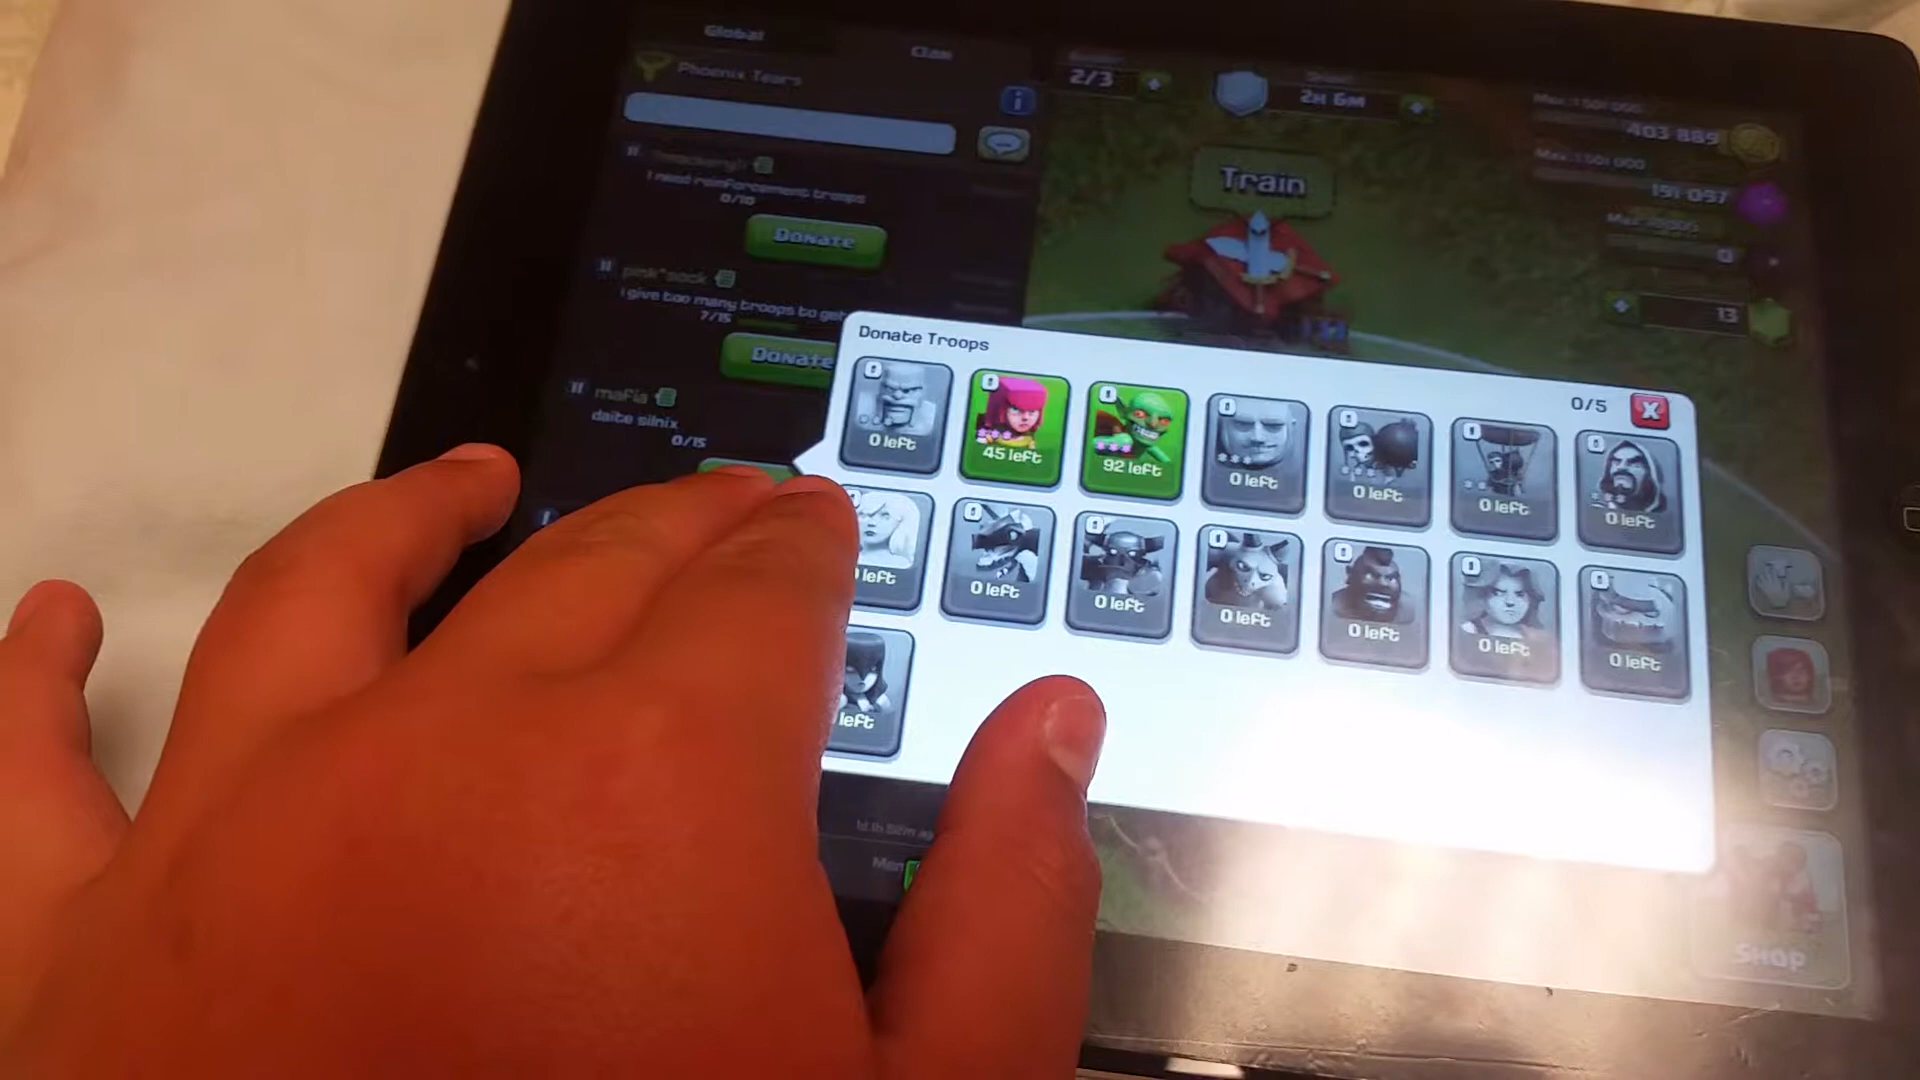 Global
Clan
Phoenix Tears
I need reinforcement troops
0/10
Donate
pink*sock
I give too many troops to get
7/15
Donate
mafia
daite silnix
0/15
2/3
2H 6M
403 889
191 097
0
13
Train
Donate Troops
0/5
X
0 left
45 left
92 left
0 left
0 left
0 left
0 left
0 left
0 left
0 left
0 left
0 left
0 left
0 left
left
Shop